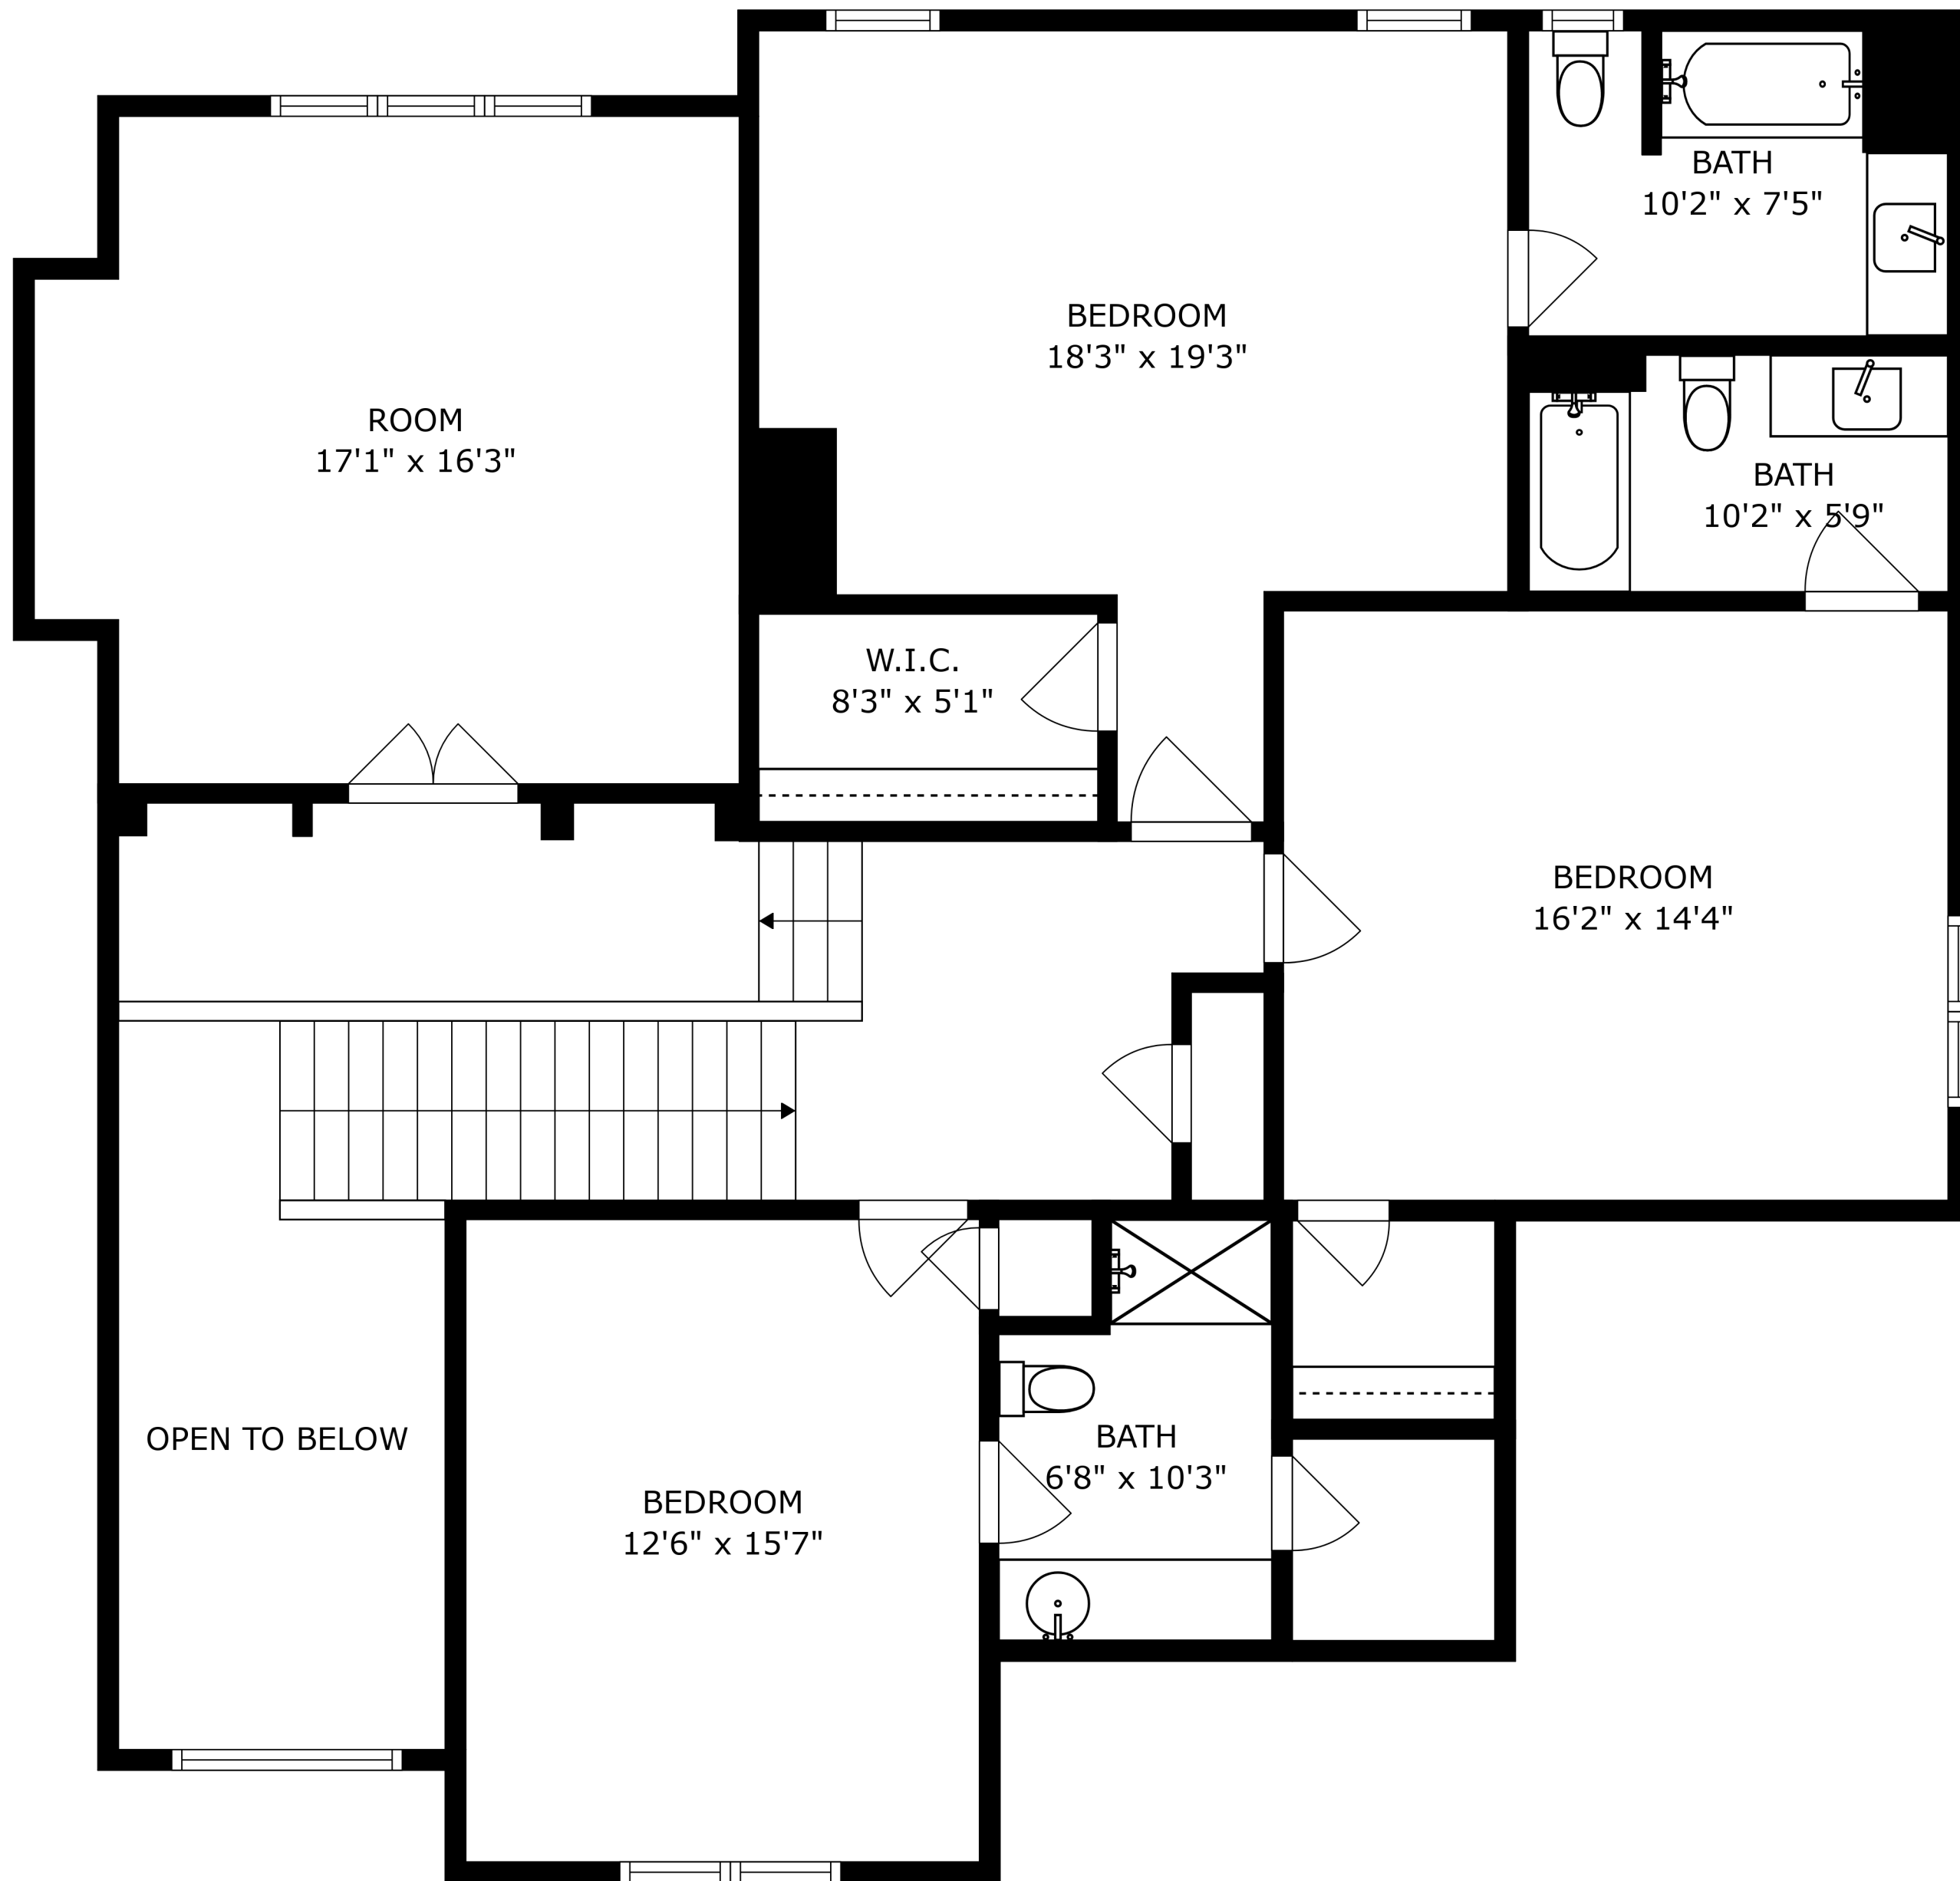 BATH
10'2" x 7'5"
BEDROOM
18'3" x 19'3"
ROOM
17'1" x 16'3"
BATH
10'2" x 5'9"
W.I.C.
8'3" x 5'1"
BEDROOM
16'2" x 14'4"
OPEN TO BELOW
BATH
6'8" x 10'3"
BEDROOM
12'6" x 15'7"